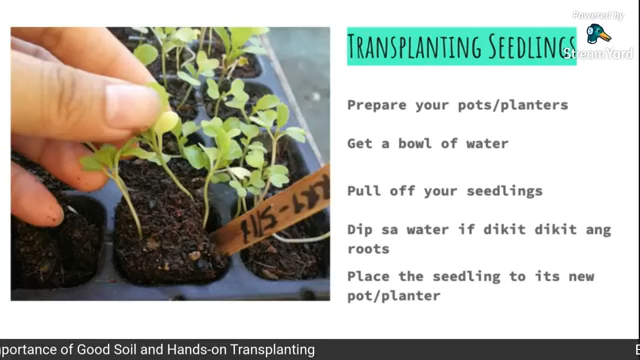 Powered by
StreamYard
TRANSPLANTING SEEDLINGS
Prepare your pots/planters
Get a bowl of water
Pull off your seedlings
Dip sa water if dikit dikit ang
roots
Place the seedling to its new
pot/planter
mportance of Good Soil and Hands-on Transplanting
E